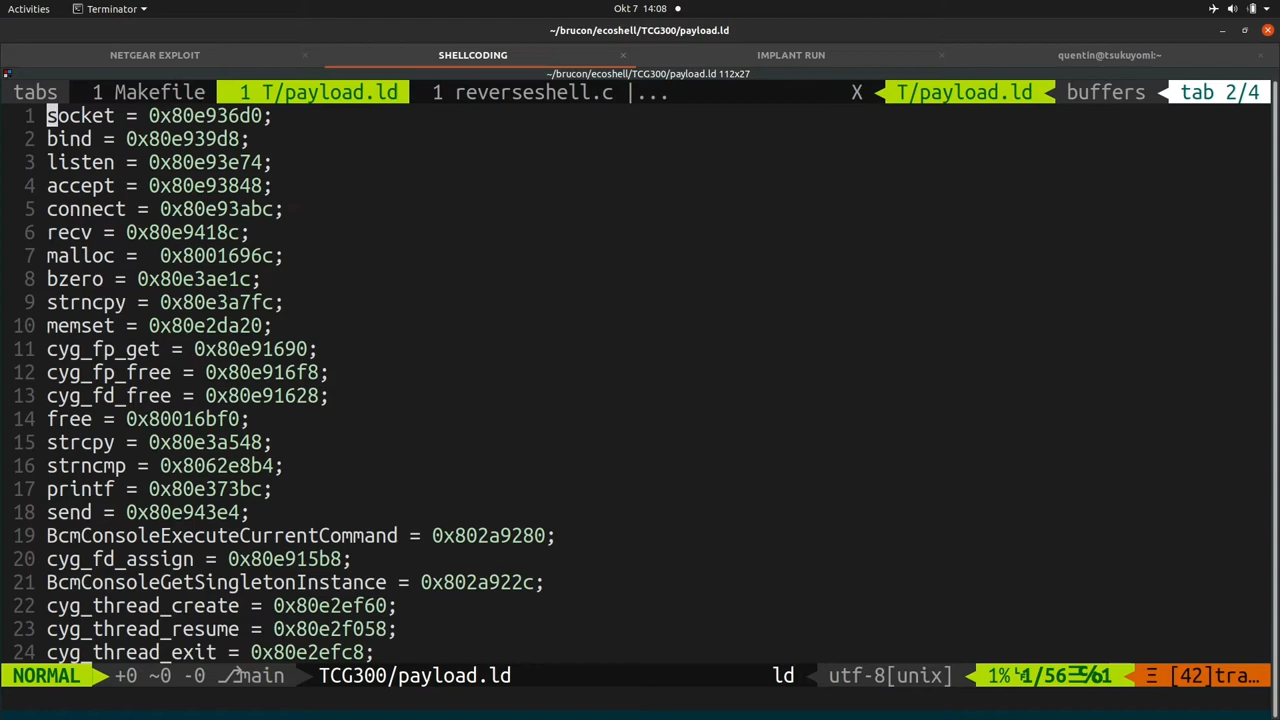 Activities Terminator Okt 7 14:08
~/brucon/ecoshell/TCG300/payload.ld
NETGEAR EXPLOIT × SHELLCODING × IMPLANT RUN × quentin@tsukuyomi:~ ×
~/brucon/ecoshell/TCG300/payload.ld 112x27
tabs 1 Makefile 1 T/payload.ld 1 reverseshell.c |... X T/payload.ld buffers tab 2/4
1 socket = 0x80e936d0;
2 bind = 0x80e939d8;
3 listen = 0x80e93e74;
4 accept = 0x80e93848;
5 connect = 0x80e93abc;
6 recv = 0x80e9418c;
7 malloc =  0x8001696c;
8 bzero = 0x80e3ae1c;
9 strncpy = 0x80e3a7fc;
10 memset = 0x80e2da20;
11 cyg_fp_get = 0x80e91690;
12 cyg_fp_free = 0x80e916f8;
13 cyg_fd_free = 0x80e91628;
14 free = 0x80016bf0;
15 strcpy = 0x80e3a548;
16 strncmp = 0x8062e8b4;
17 printf = 0x80e373bc;
18 send = 0x80e943e4;
19 BcmConsoleExecuteCurrentCommand = 0x802a9280;
20 cyg_fd_assign = 0x80e915b8;
21 BcmConsoleGetSingletonInstance = 0x802a922c;
22 cyg_thread_create = 0x80e2ef60;
23 cyg_thread_resume = 0x80e2f058;
24 cyg_thread_exit = 0x80e2efc8;
NORMAL +0 ~0 -0 main TCG300/payload.ld ld utf-8[unix] 1% 1/56 1 Ξ [42]tra…